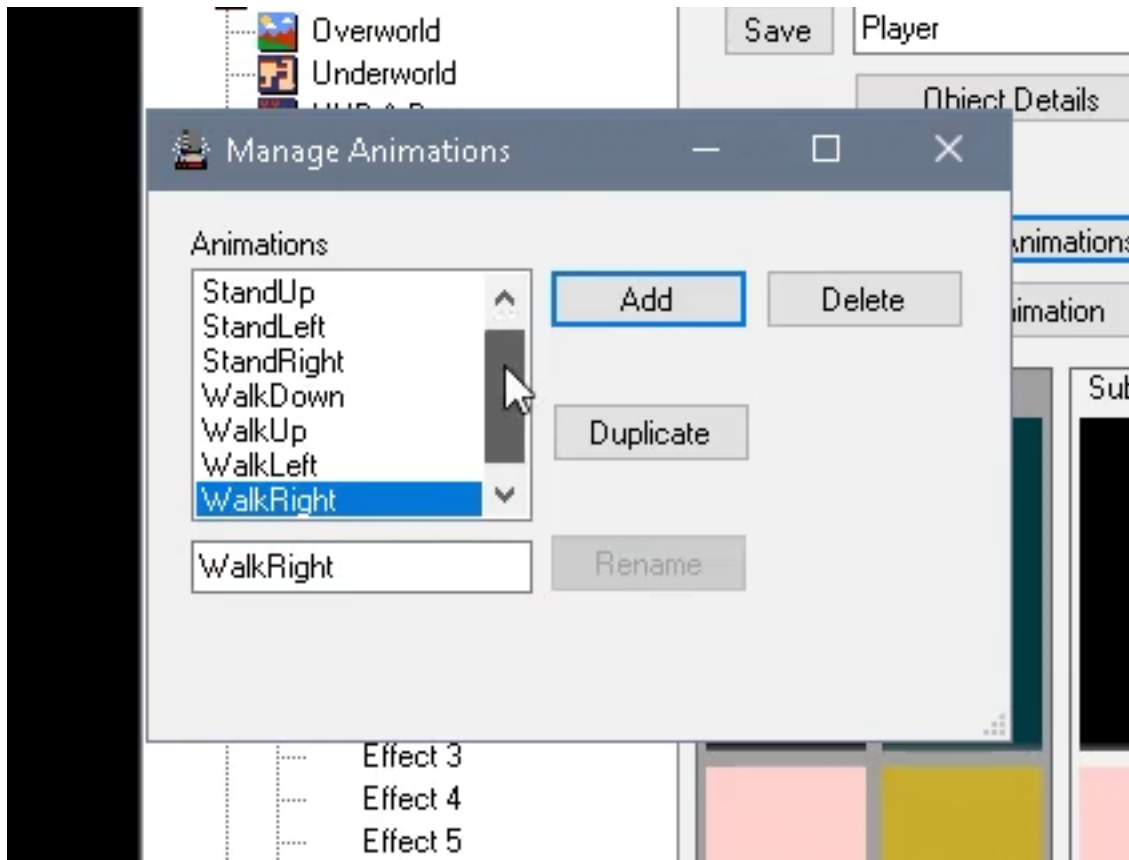 Overworld
Save
Player
Underworld
Object Details
Manage Animations
Animations
StandUp
StandLeft
StandRight
WalkDown
WalkUp
WalkLeft
WalkRight
Add
Delete
Duplicate
WalkRight
Rename
Effect 3
Effect 4
Effect 5